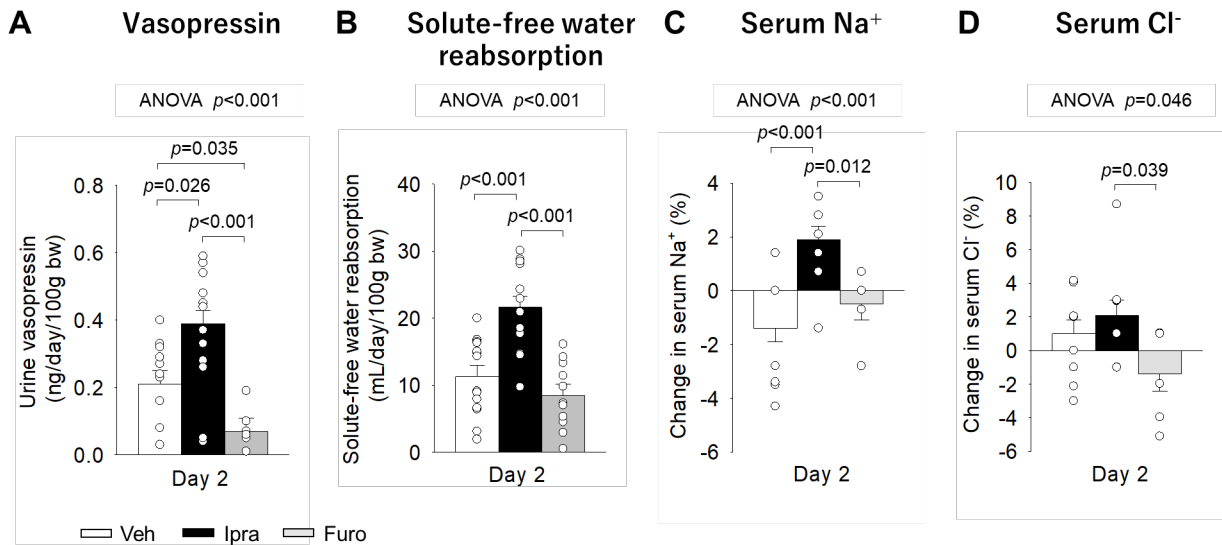 A Vasopressin
ANOVA p<0.001
p=0.035
p=0.026
p<0.001
Urine vasopressin
(ng/day/100g bw)
0.8
0.6
0.4
0.2
0.0
Day 2
B Solute-free water
reabsorption
ANOVA p<0.001
p<0.001
p<0.001
Solute-free water reabsorption
(mL/day/100g bw)
40
30
20
10
0
Day 2
C Serum Na⁺
ANOVA p<0.001
p<0.001
p=0.012
Change in serum Na⁺ (%)
4
2
0
-2
-4
-6
Day 2
D Serum Cl⁻
ANOVA p=0.046
p=0.039
Change in serum Cl⁻ (%)
10
8
6
4
2
0
-2
-4
-6
Day 2
Veh Ipra Furo